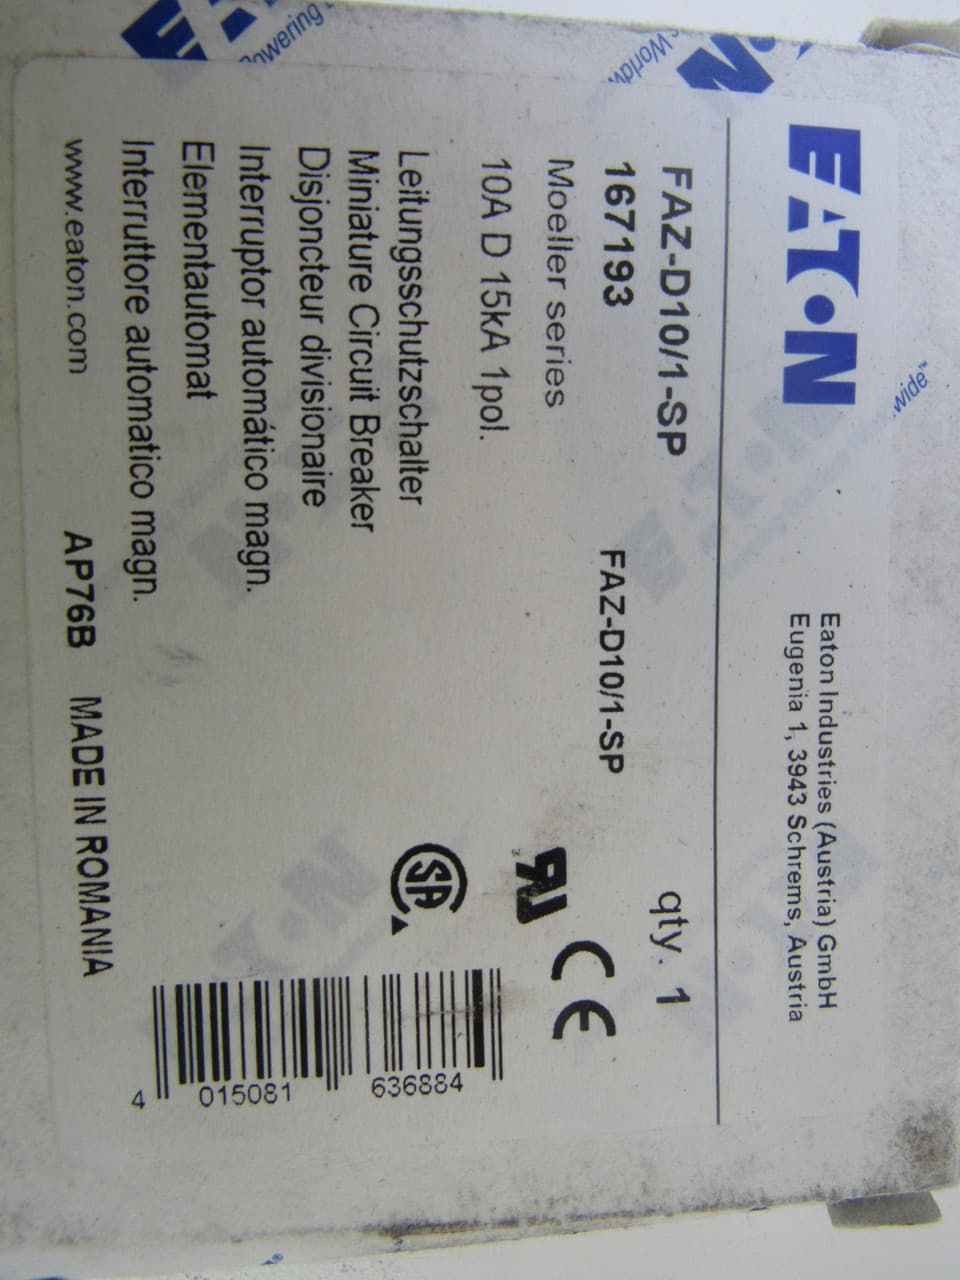 EATON
Eaton Industries (Austria) GmbH
Eugenia 1, 3943 Schrems, Austria
FAZ-D10/1-SP qty. 1
167193 FAZ-D10/1-SP
Moeller series
10A D 15kA 1pol.
CE
Leitungsschutzschalter
Miniature Circuit Breaker
Disjoncteur divisionaire
Interruptor automático magn.
Elementautomat
Interruttore automatico magn.
www.eaton.com AP76B MADE IN ROMANIA
4 015081 636884
wide